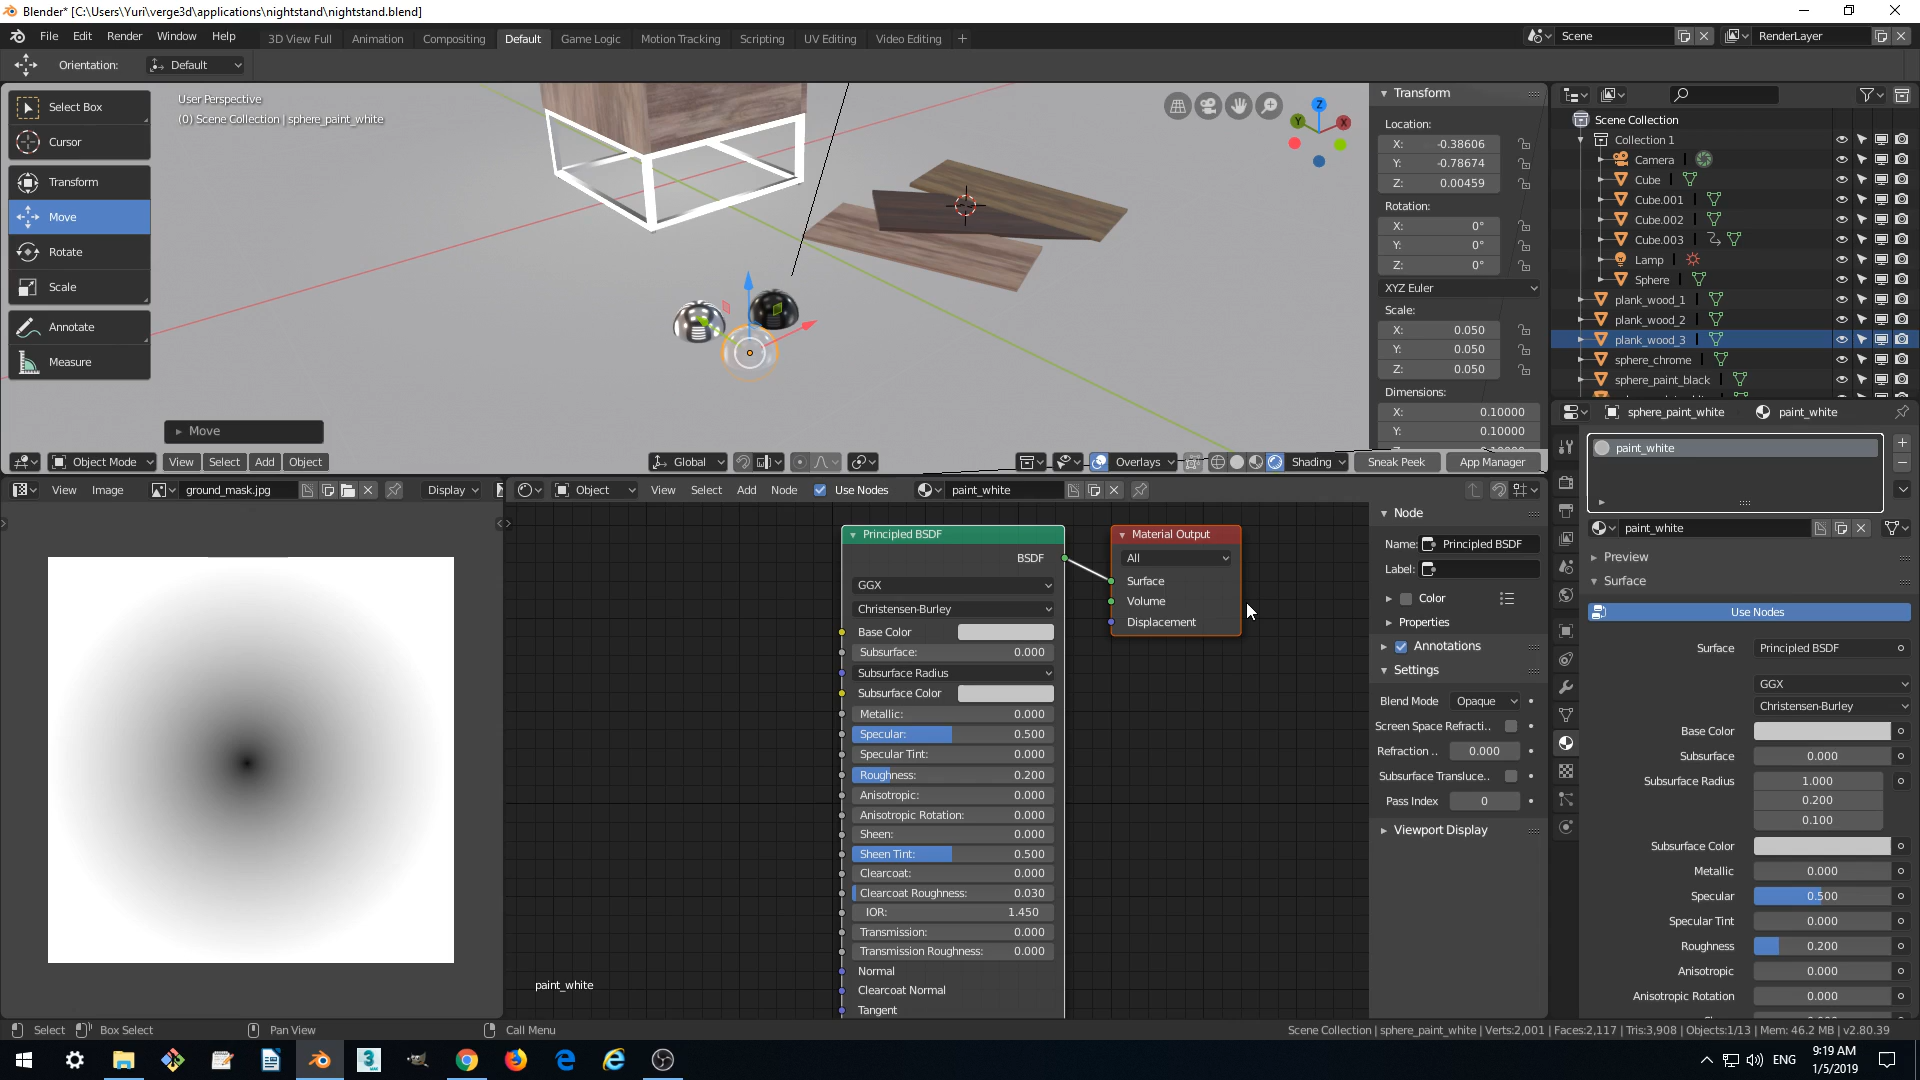 Blender* [C:\Users\Yuri\verge3d\applications\nightstand\nightstand.blend]
File Edit Render Window Help 3D View Full Animation Compositing Default Game Logic Motion Tracking Scripting UV Editing Video Editing + Scene RenderLayer
Orientation: Default
Select Box
Cursor
Transform
Move
Rotate
Scale
Annotate
Measure
User Perspective
(0) Scene Collection | sphere_paint_white
Z
Y
X
Move
Object Mode View Select Add Object Global Overlays Shading Sneak Peek App Manager
Transform
Location:
X: -0.38606
Y: -0.78674
Z: 0.00459
Rotation:
X: 0°
Y: 0°
Z: 0°
XYZ Euler
Scale:
X: 0.050
Y: 0.050
Z: 0.050
Dimensions:
X: 0.10000
Y: 0.10000
Scene Collection
Collection 1
Camera
Cube
Cube.001
Cube.002
Cube.003
Lamp
Sphere
plank_wood_1
plank_wood_2
plank_wood_3
sphere_chrome
sphere_paint_black
View Image ground_mask.jpg Display
Object View Select Add Node Use Nodes paint_white
Principled BSDF
BSDF
GGX
Christensen-Burley
Base Color
Subsurface: 0.000
Subsurface Radius
Subsurface Color
Metallic: 0.000
Specular: 0.500
Specular Tint: 0.000
Roughness: 0.200
Anisotropic: 0.000
Anisotropic Rotation: 0.000
Sheen: 0.000
Sheen Tint: 0.500
Clearcoat: 0.000
Clearcoat Roughness: 0.030
IOR: 1.450
Transmission: 0.000
Transmission Roughness: 0.000
Normal
Clearcoat Normal
Tangent
Material Output
All
Surface
Volume
Displacement
paint_white
Node
Name: Principled BSDF
Label:
Color
Properties
Annotations
Settings
Blend Mode Opaque
Screen Space Refracti..
Refraction .. 0.000
Subsurface Transluce..
Pass Index 0
Viewport Display
sphere_paint_white paint_white
paint_white
paint_white
Preview
Surface
Use Nodes
Surface Principled BSDF
GGX
Christensen-Burley
Base Color
Subsurface 0.000
Subsurface Radius 1.000
0.200
0.100
Subsurface Color
Metallic 0.000
Specular 0.500
Specular Tint 0.000
Roughness 0.200
Anisotropic 0.000
Anisotropic Rotation 0.000
Select Box Select Pan View Call Menu Scene Collection | sphere_paint_white | Verts:2,001 | Faces:2,117 | Tris:3,908 | Objects:1/13 | Mem: 46.2 MB | v2.80.39
ENG
9:19 AM
1/5/2019